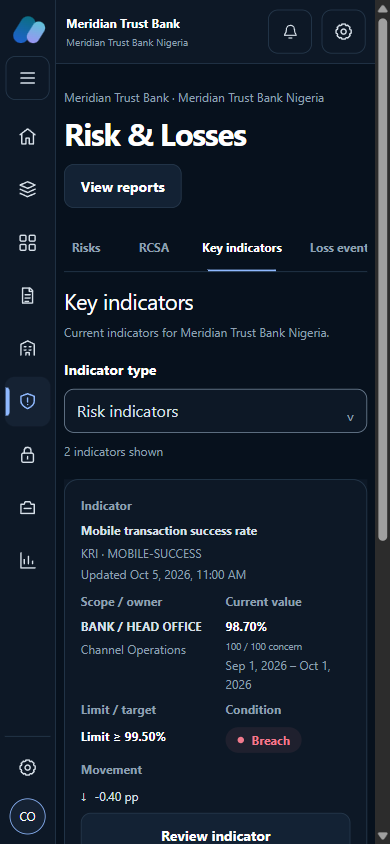 Meridian Trust Bank
Meridian Trust Bank Nigeria
Meridian Trust Bank · Meridian Trust Bank Nigeria
Risk & Losses
View reports
Risks RCSA Key indicators Loss event
Key indicators
Current indicators for Meridian Trust Bank Nigeria.
Indicator type
Risk indicators
2 indicators shown
Indicator
Mobile transaction success rate
KRI · MOBILE-SUCCESS
Updated Oct 5, 2026, 11:00 AM
Scope / owner
BANK / HEAD OFFICE
Channel Operations
Current value
98.70%
100 / 100 concern
Sep 1, 2026 – Oct 1,
2026
Limit / target
Limit ≥ 99.50%
Condition
Breach
Movement
↓ -0.40 pp
Review indicator
CO